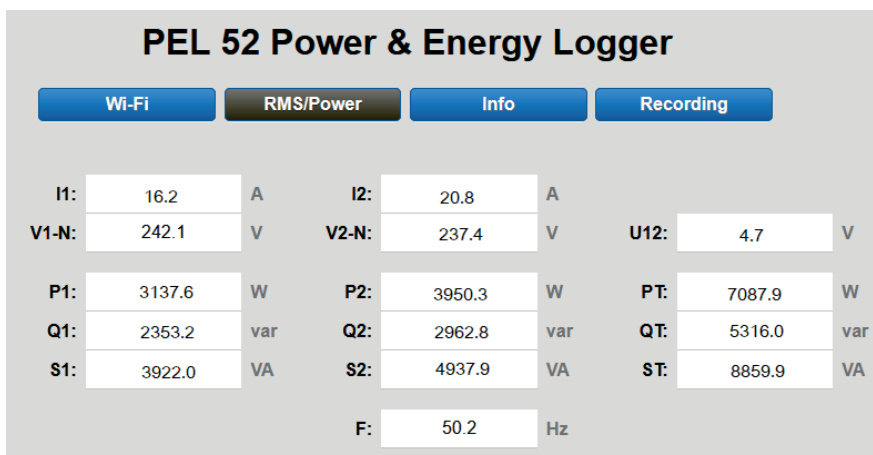 PEL 52 Power & Energy Logger
Wi-Fi RMS/Power Info Recording
I1: 16.2 A I2: 20.8 A
V1-N: 242.1 V V2-N: 237.4 V U12: 4.7 V
P1: 3137.6 W P2: 3950.3 W PT: 7087.9 W
Q1: 2353.2 var Q2: 2962.8 var QT: 5316.0 var
S1: 3922.0 VA S2: 4937.9 VA ST: 8859.9 VA
F: 50.2 Hz